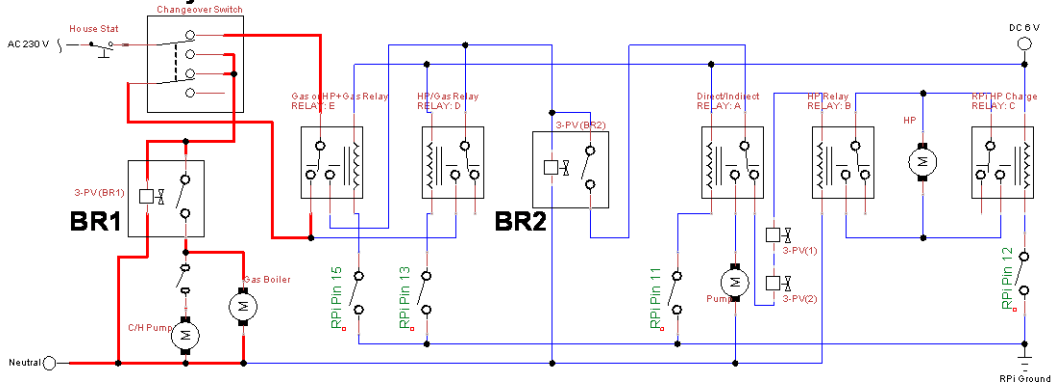 Changeover Switch
House Stat
AC 230 V
DC 6 V
Gas or HP+Gas Relay
RELAY: E
HP/Gas Relay
RELAY: D
3-PV(BR2)
Direct/Indirect
RELAY: A
HP Relay
RELAY: B
HP
M
RPi HP Charge
RELAY: C
3-PV(BR1)
BR1
BR2
3-PV(1)
3-PV(2)
Gas Boiler
M
C/H Pump
M
RPi Pin 15
RPi Pin 13
RPi Pin 11
Pump
M
RPi Pin 12
Neutral
RPi Ground